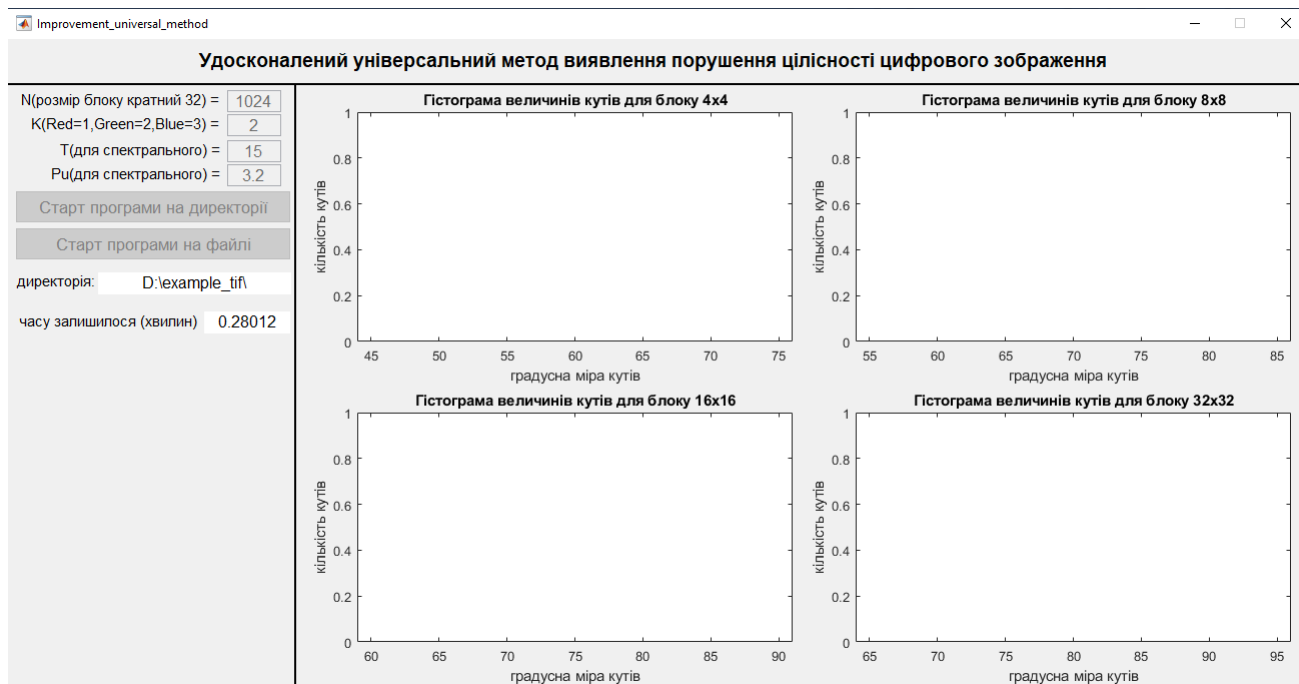 Improvement_universal_method
Удосконалений універсальний метод виявлення порушення цілісності цифрового зображення
N(розмір блоку кратний 32) = 1024
K(Red=1,Green=2,Blue=3) = 2
T(для спектрального) = 15
Pu(для спектрального) = 3.2
Старт програми на директорії
Старт програми на файлі
директорія: D:\example_tif\
часу залишилося (хвилин) 0.28012
Гістограма величинів кутів для блоку 4x4
1
0.8
0.6
0.4
0.2
0
кількість кутів
45 50 55 60 65 70 75
градусна міра кутів
Гістограма величинів кутів для блоку 8x8
1
0.8
0.6
0.4
0.2
0
кількість кутів
55 60 65 70 75 80 85
градусна міра кутів
Гістограма величинів кутів для блоку 16x16
1
0.8
0.6
0.4
0.2
0
кількість кутів
60 65 70 75 80 85 90
градусна міра кутів
Гістограма величинів кутів для блоку 32x32
1
0.8
0.6
0.4
0.2
0
кількість кутів
65 70 75 80 85 90 95
градусна міра кутів